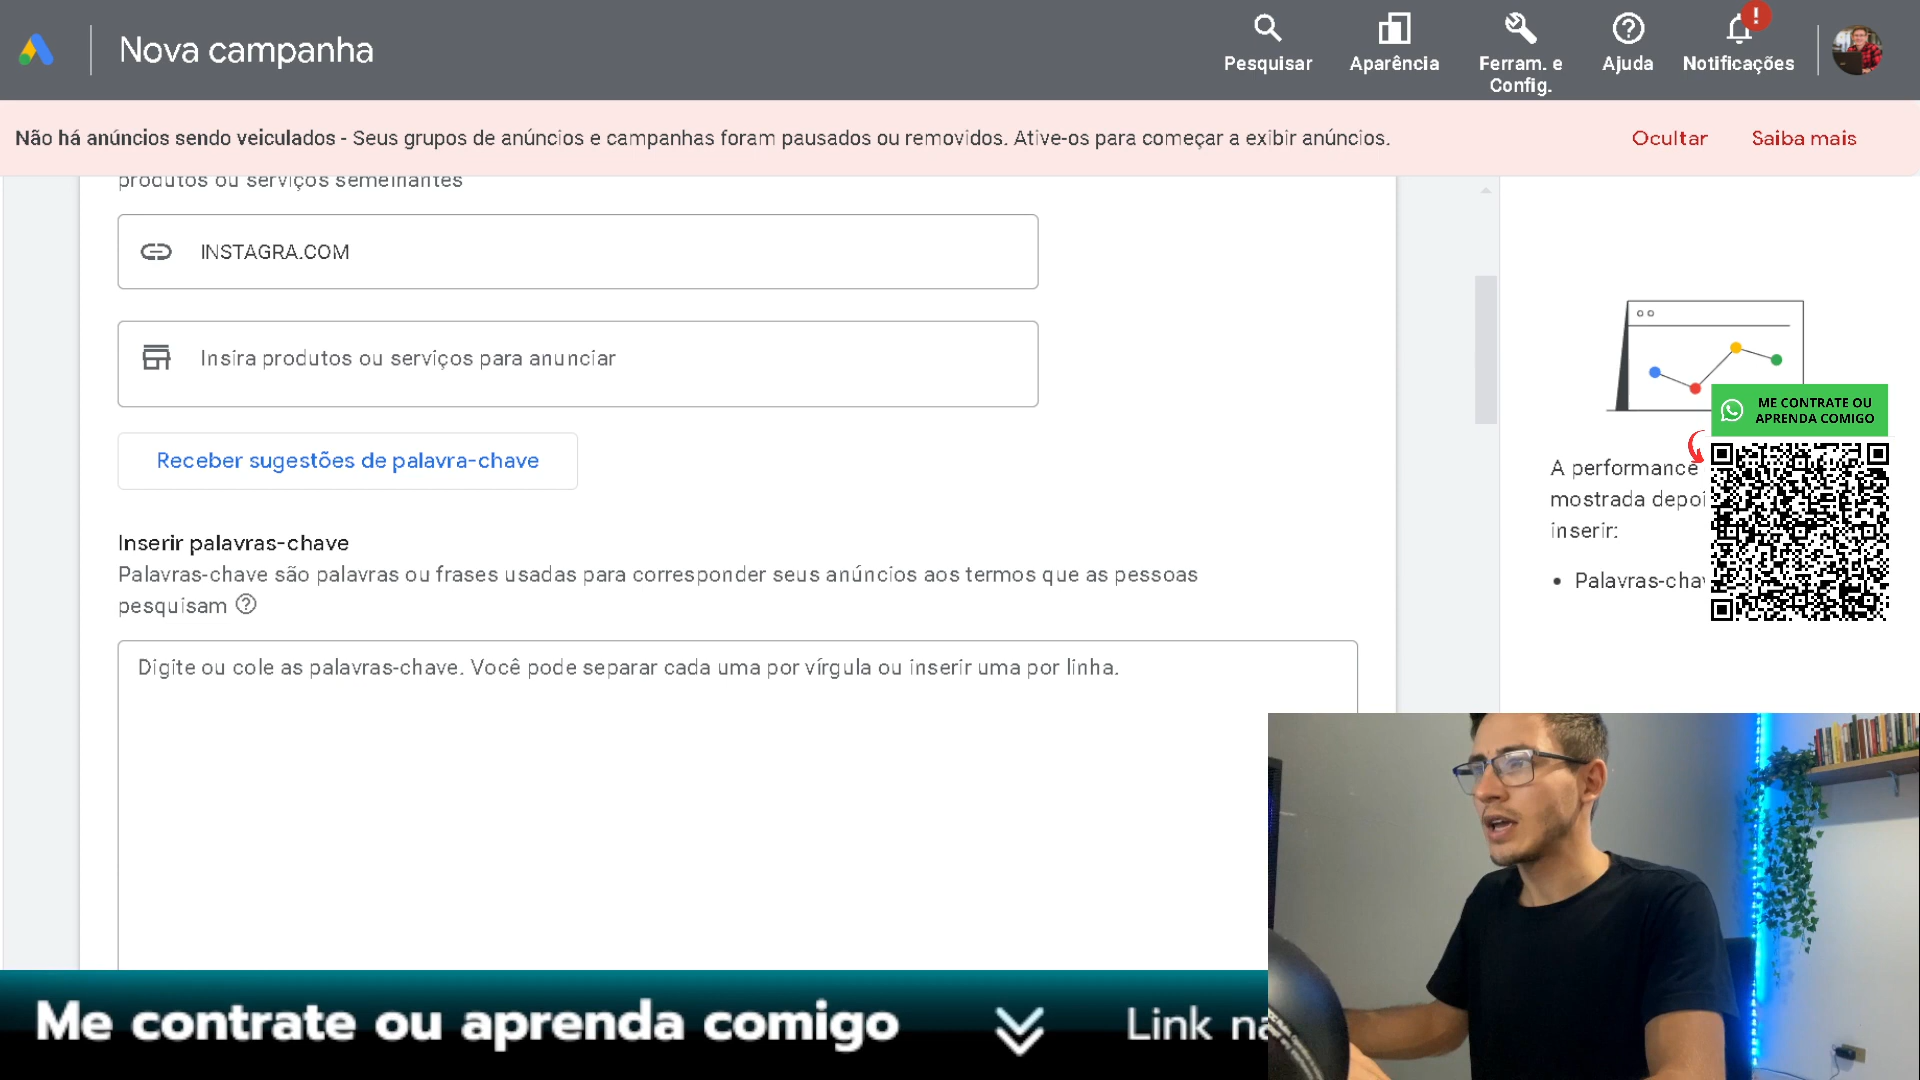 Nova campanha
Pesquisar
Aparência
Ferram. e
Config.
Ajuda
!
Notificações
Não há anúncios sendo veiculados - Seus grupos de anúncios e campanhas foram pausados ou removidos. Ative-os para começar a exibir anúncios.
Ocultar
Saiba mais
produtos ou serviços semelhantes
INSTAGRA.COM
Insira produtos ou serviços para anunciar
Receber sugestões de palavra-chave
Inserir palavras-chave
Palavras-chave são palavras ou frases usadas para corresponder seus anúncios aos termos que as pessoas
pesquisam
Digite ou cole as palavras-chave. Você pode separar cada uma por vírgula ou inserir uma por linha.
ME CONTRATE OU
APRENDA COMIGO
A performance
mostrada depoi
inserir:
• Palavras-chav
Me contrate ou aprenda comigo
Link na